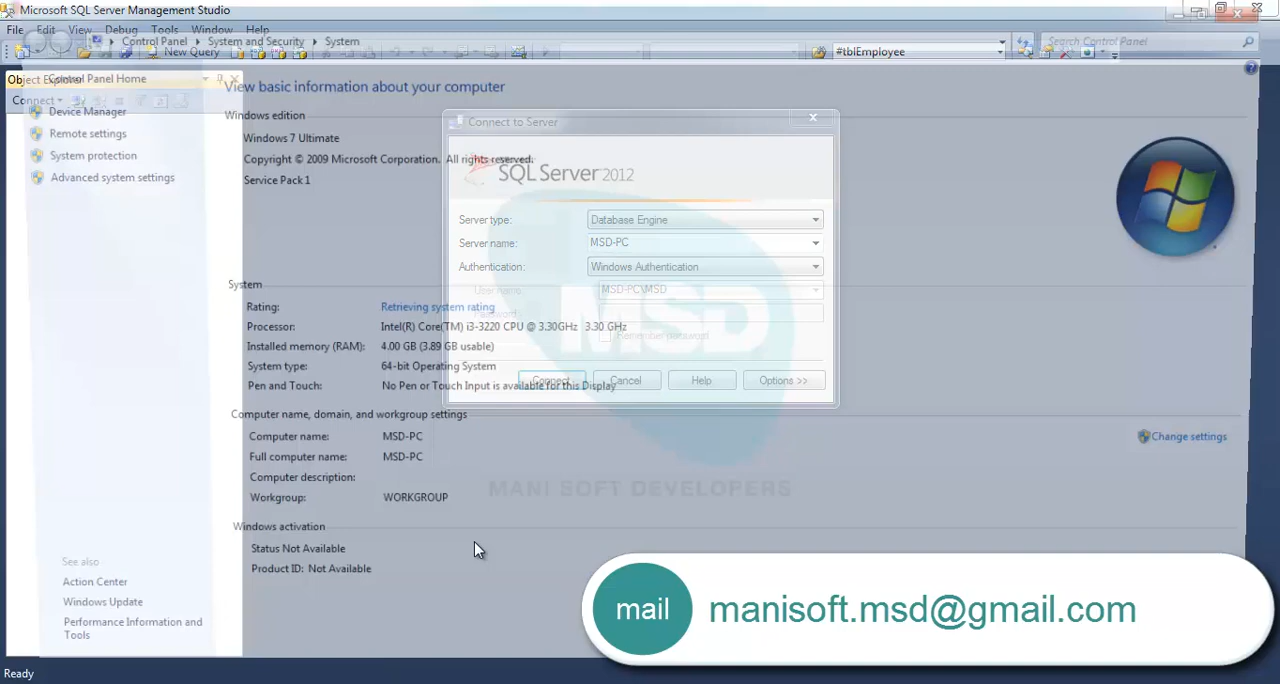 Microsoft SQL Server Management Studio
File Edit View Debug Tools Window Help
Control Panel System and Security System
Search Control Panel
New Query
#tblEmployee
Object Explorer
Control Panel Home
Connect
Device Manager
Remote settings
System protection
Advanced system settings
View basic information about your computer
Windows edition
Windows 7 Ultimate
Copyright © 2009 Microsoft Corporation. All rights reserved.
Service Pack 1
Connect to Server
SQL Server 2012
Server type: Database Engine
Server name: MSD-PC
Authentication: Windows Authentication
User name: MSD-PC\MSD
Password:
Remember password
Connect Cancel Help Options >>
MSD
MANI SOFT DEVELOPERS
System
Rating: Retrieving system rating
Processor: Intel(R) Core(TM) i3-3220 CPU @ 3.30GHz 3.30 GHz
Installed memory (RAM): 4.00 GB (3.89 GB usable)
System type: 64-bit Operating System
Pen and Touch: No Pen or Touch Input is available for this Display
Computer name, domain, and workgroup settings
Computer name: MSD-PC
Change settings
Full computer name: MSD-PC
Computer description:
Workgroup: WORKGROUP
Windows activation
Status Not Available
Product ID: Not Available
See also
Action Center
Windows Update
Performance Information and
Tools
mail manisoft.msd@gmail.com
Ready